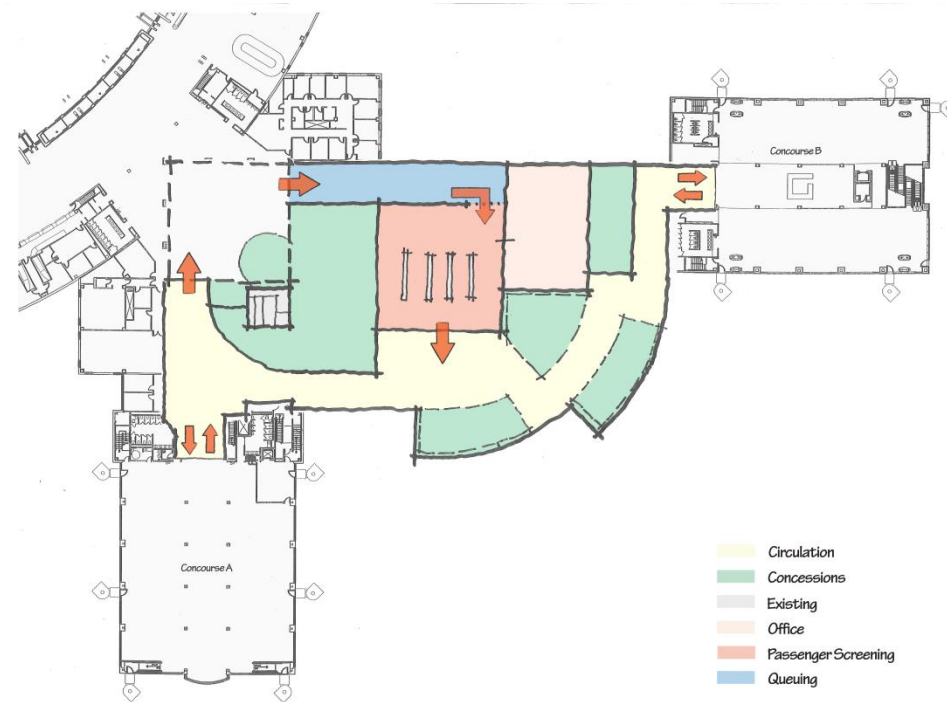 Concourse B
Concourse A
Circulation
Concessions
Existing
Office
Passenger Screening
Queuing